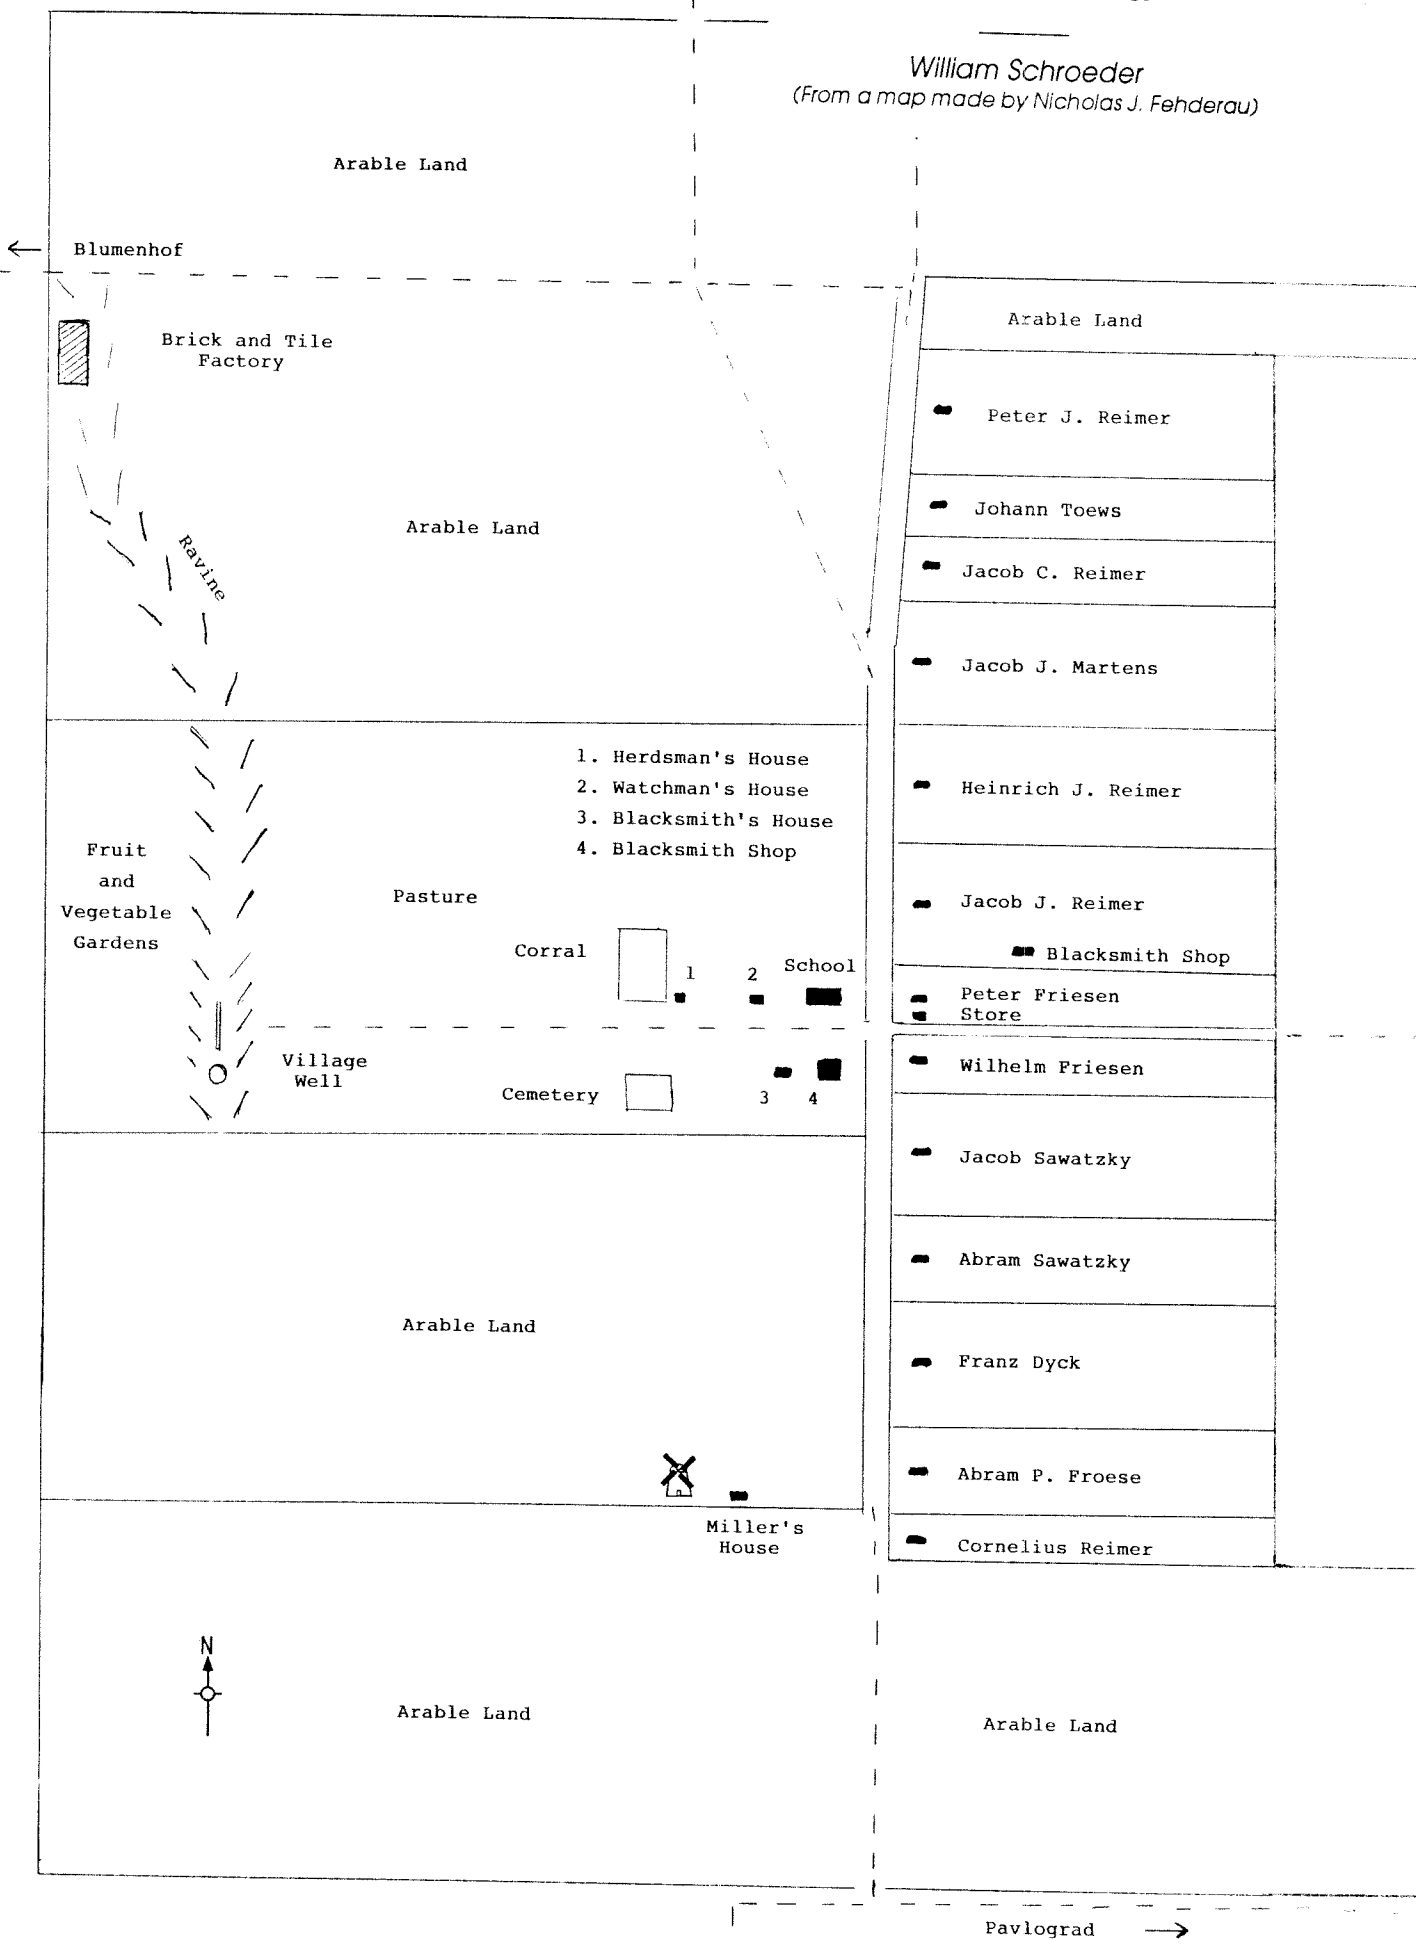 William Schroeder
(From a map made by Nicholas J. Fehderau)
Arable Land
Blumenhof
Brick and Tile
Factory
Arable Land
Ravine
Arable Land
Peter J. Reimer
Johann Toews
Jacob C. Reimer
Jacob J. Martens
1. Herdsman's House
2. Watchman's House
3. Blacksmith's House
4. Blacksmith Shop
Heinrich J. Reimer
Fruit
and
Vegetable
Gardens
Pasture
Corral
1
2
School
Jacob J. Reimer
Blacksmith Shop
Peter Friesen
Store
Village
Well
Cemetery
3
4
Wilhelm Friesen
Jacob Sawatzky
Abram Sawatzky
Arable Land
Franz Dyck
Abram P. Froese
Miller's
House
Cornelius Reimer
N
Arable Land
Arable Land
Pavlograd